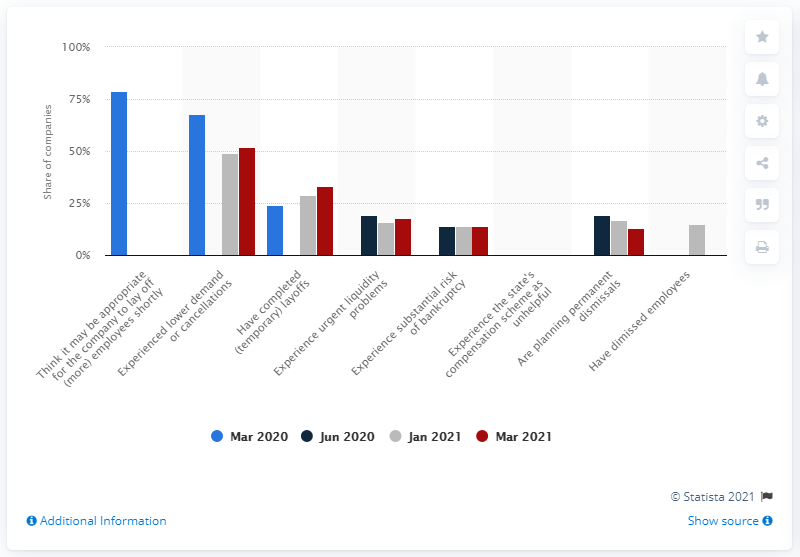 100%
75%
50%
25%
0%
Share of companies
Think it may be appropriate
for the company to lay off
(more) employees shortly
Experienced lower demand
or cancellations
Have completed
(temporary) layoffs
Experience urgent liquidity
problems
Experience substantial risk
of bankruptcy
Experience the state's
compensation scheme as
unhelpful
Are planning permanent
dismissals
Have dimissed employees
Mar 2020
Jun 2020
Jan 2021
Mar 2021
© Statista 2021
Additional Information
Show source